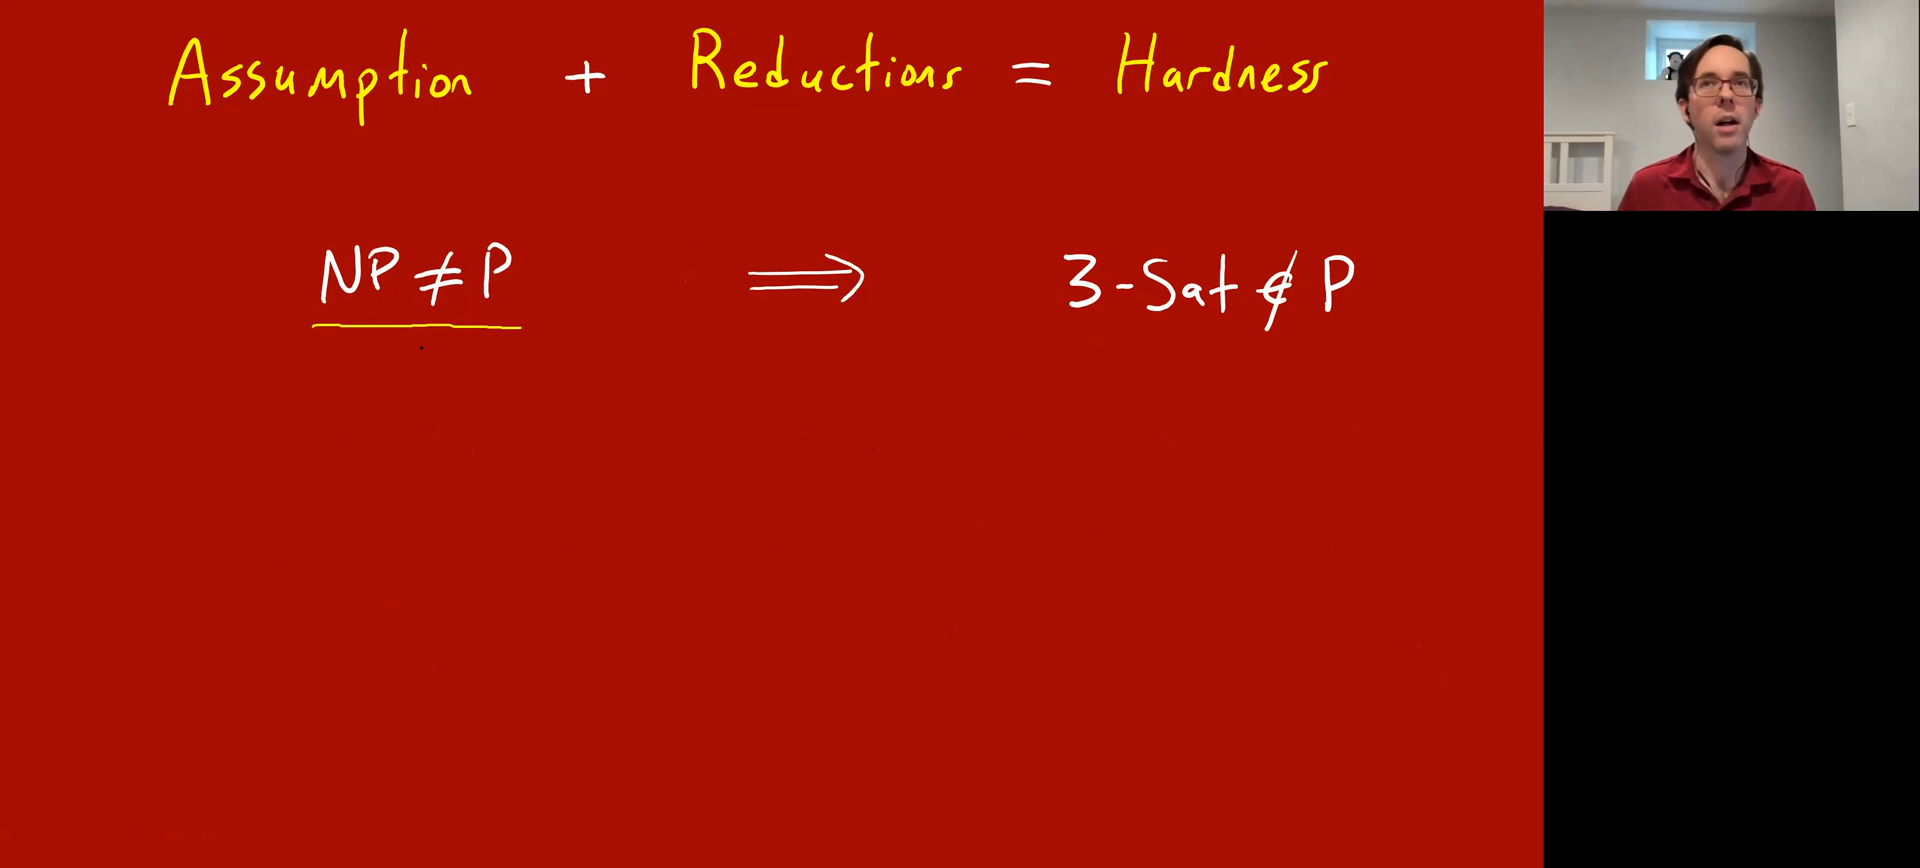 Assumption + Reductions = Hardness
NP ≠ P ⟹ 3-Sat ∉ P